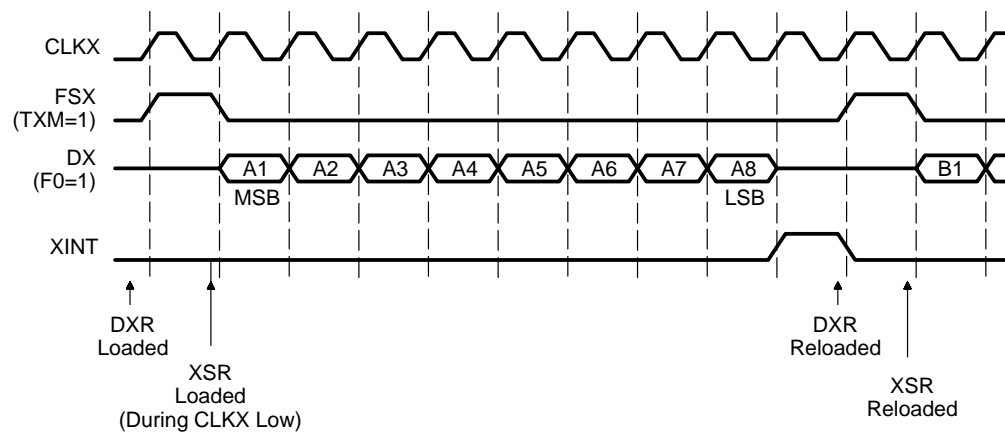 CLKX
FSX
(TXM=1)
DX
(F0=1)
A1 A2 A3 A4 A5 A6 A7 A8 B1
MSB LSB
XINT
DXR
Loaded
XSR
Loaded
(During CLKX Low)
DXR
Reloaded
XSR
Reloaded